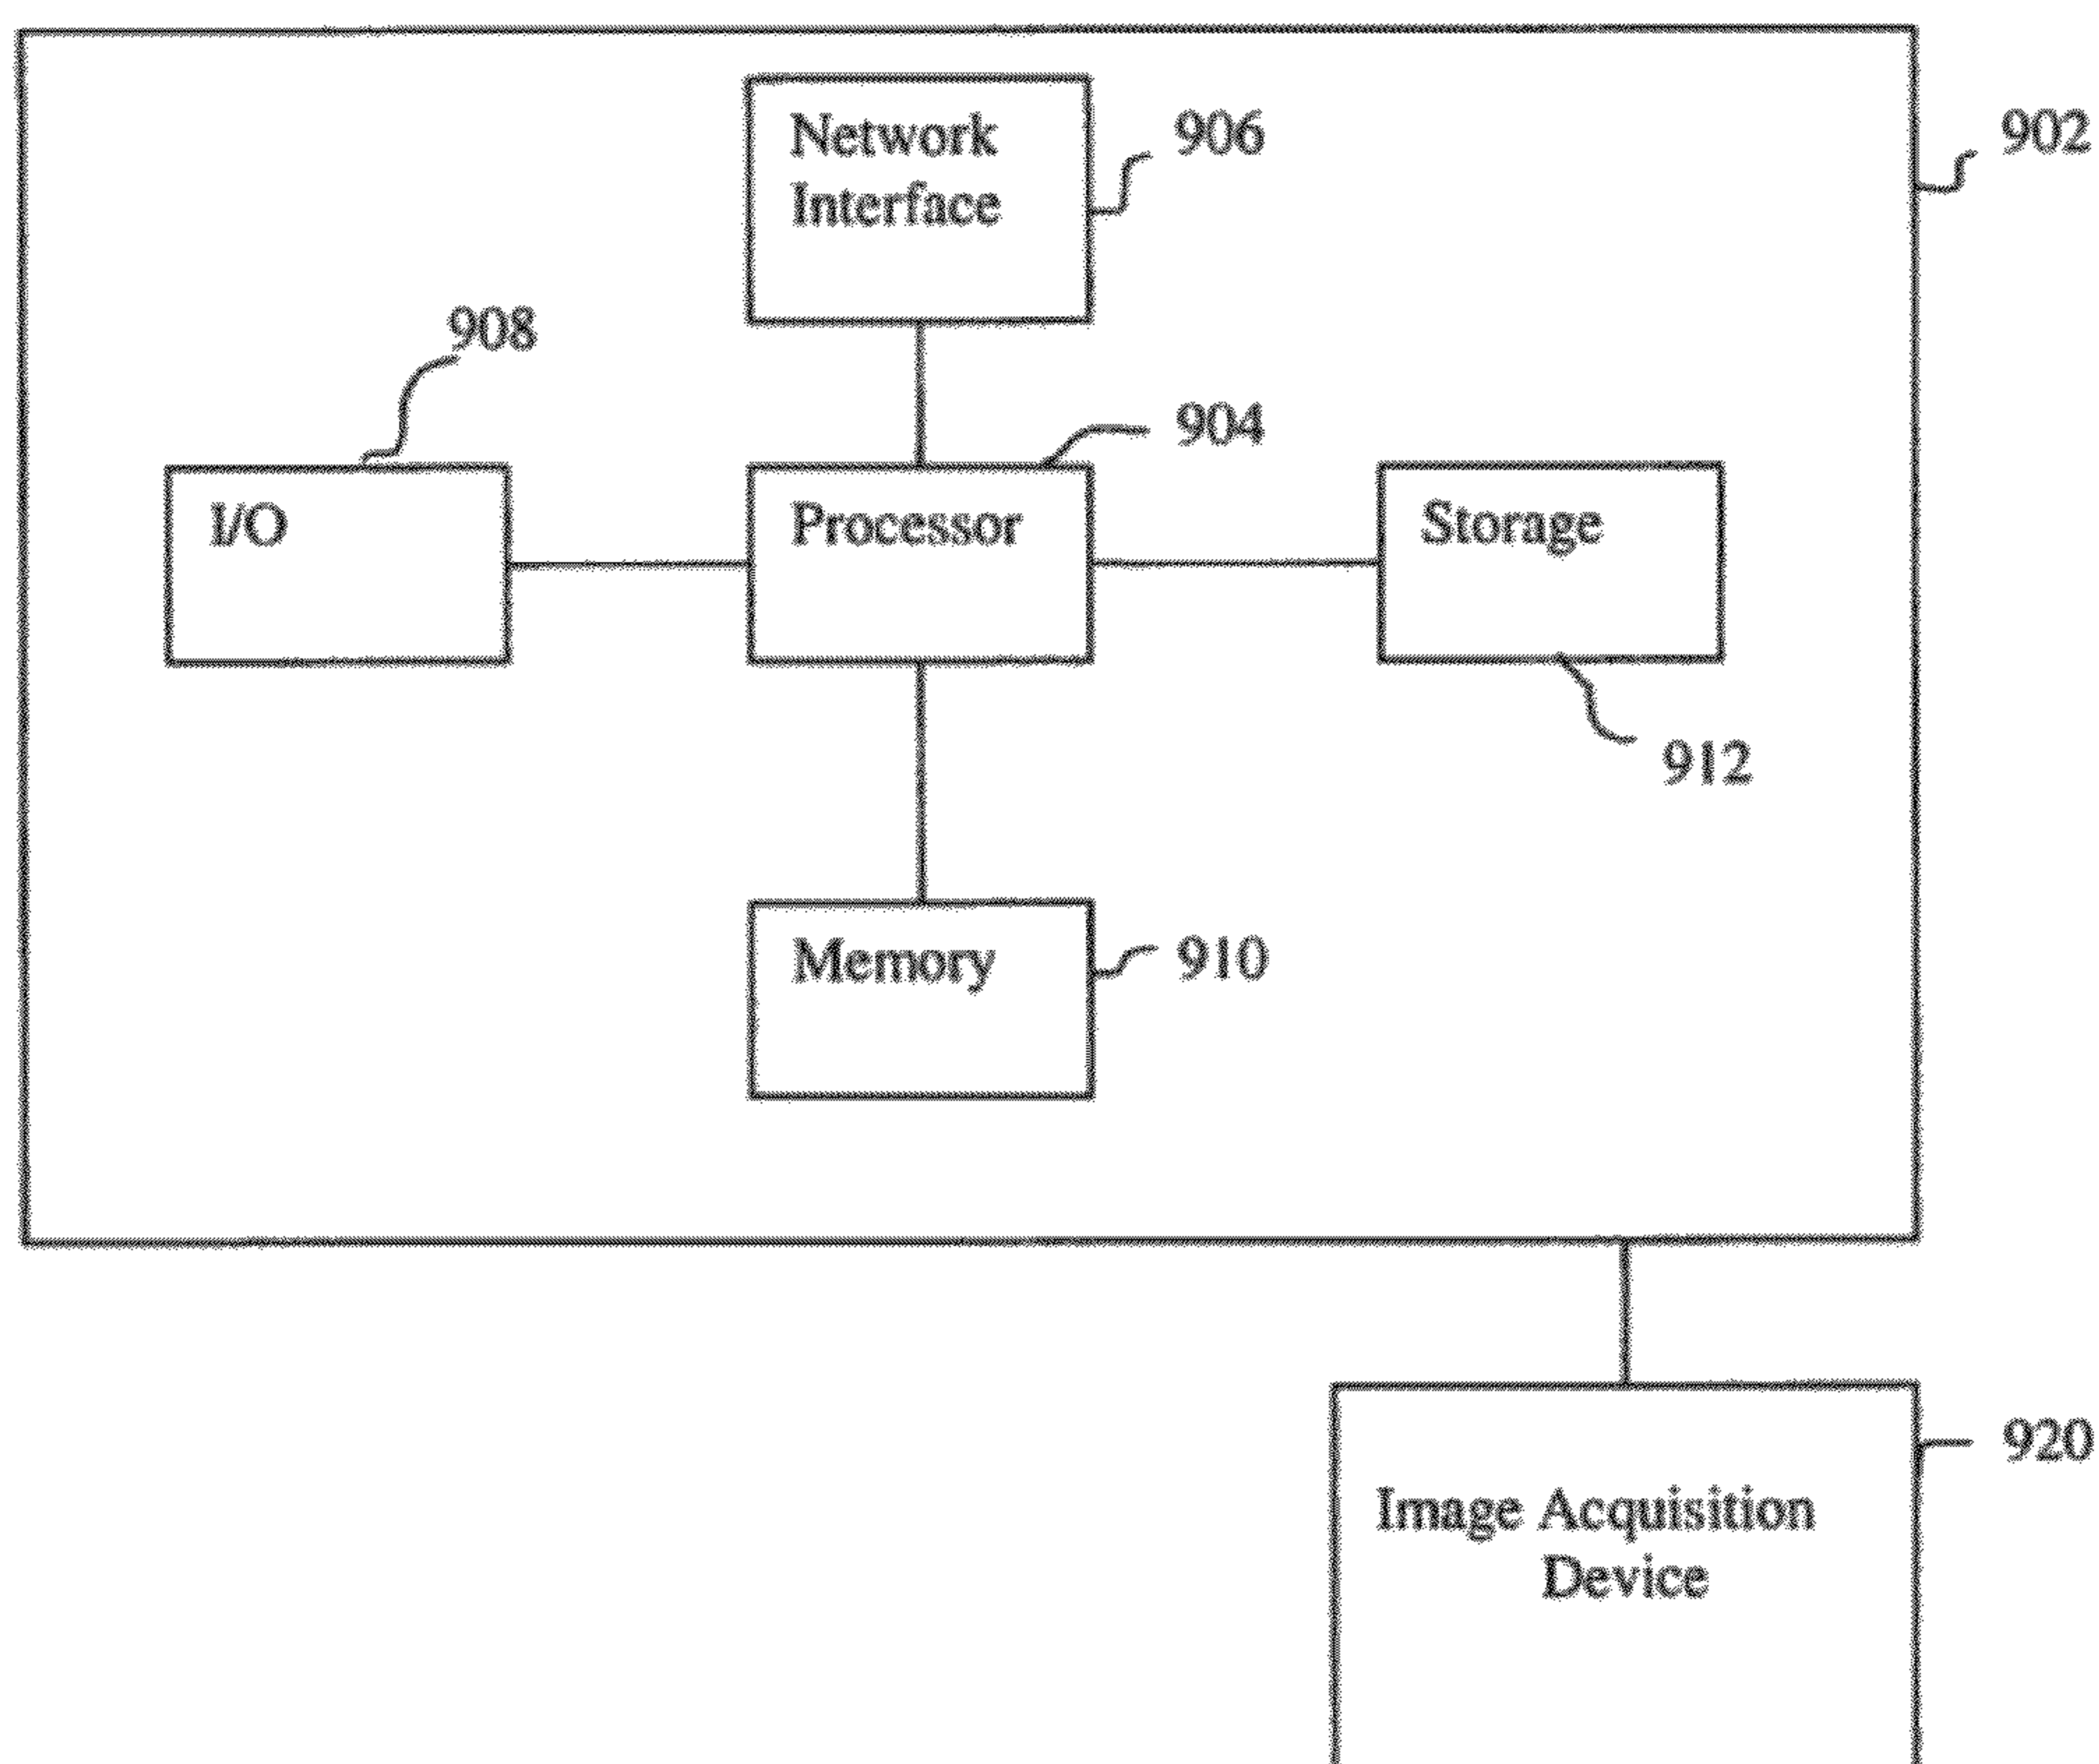 Network
Interface
906
902
908
904
I/O
Processor
Storage
912
Memory
910
920
Image Acquisition
Device